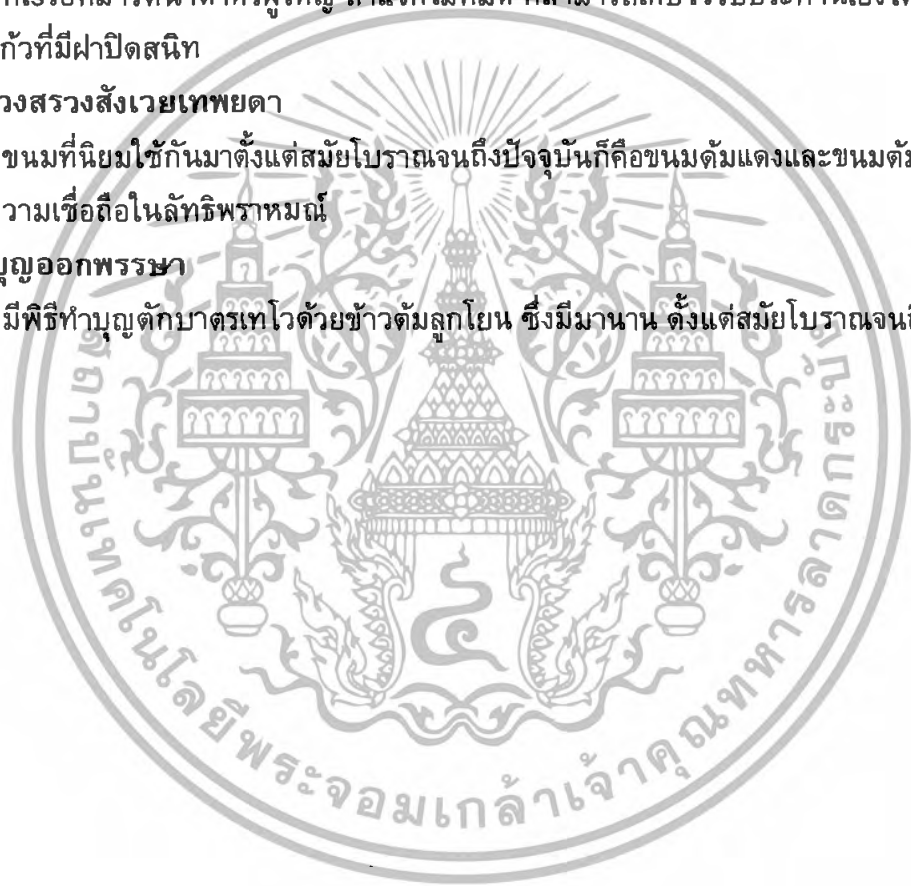 ก้วที่มีฝาปิดสนิท
วงสรวงสังเวยเทพยดา
ขนมที่นิยมใช้กันมาตั้งแต่สมัยโบราณจนถึงปัจจุบันก็คือขนมต้มแดงและขนมต้ม
วามเชื่อถือในลัทธิพราหมณ์
บุญออกพรรษา
มีพิธีทำบุญตักบาตรเทโวด้วยข้าวต้มลูกโยน ซึ่งมีมานาน ตั้งแต่สมัยโบราณจน
๔
สถาบันเทคโนโลยีพระจอมเกล้าเจ้าคุณทหารลาดกระบัง